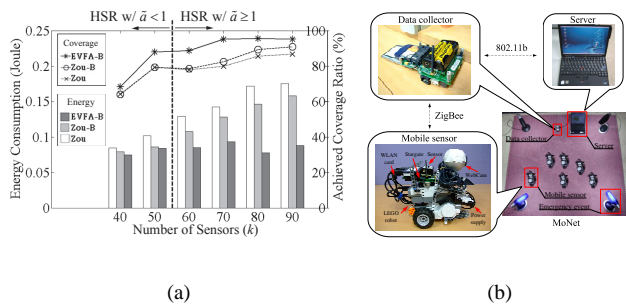 HSR w/ ã<1
HSR w/ ã≥1
Energy Consumption (Joule)
0.25
0.2
0.15
0.1
0.05
0
Coverage
EVFA-B
Zou-B
Zou
Energy
EVFA-B
Zou-B
Zou
40
50
60
70
80
90
Number of Sensors (k)
100
80
60
40
20
0
Achieved Coverage Ratio (%)
(a)
Data collector
802.11b
Server
ZigBee
Mobile sensor
WLAN card
Stargate
Sensor
WebCam
LEGO robot
Power supply
Data collector
Server
Mobile sensor
Emergency event
MoNet
(b)